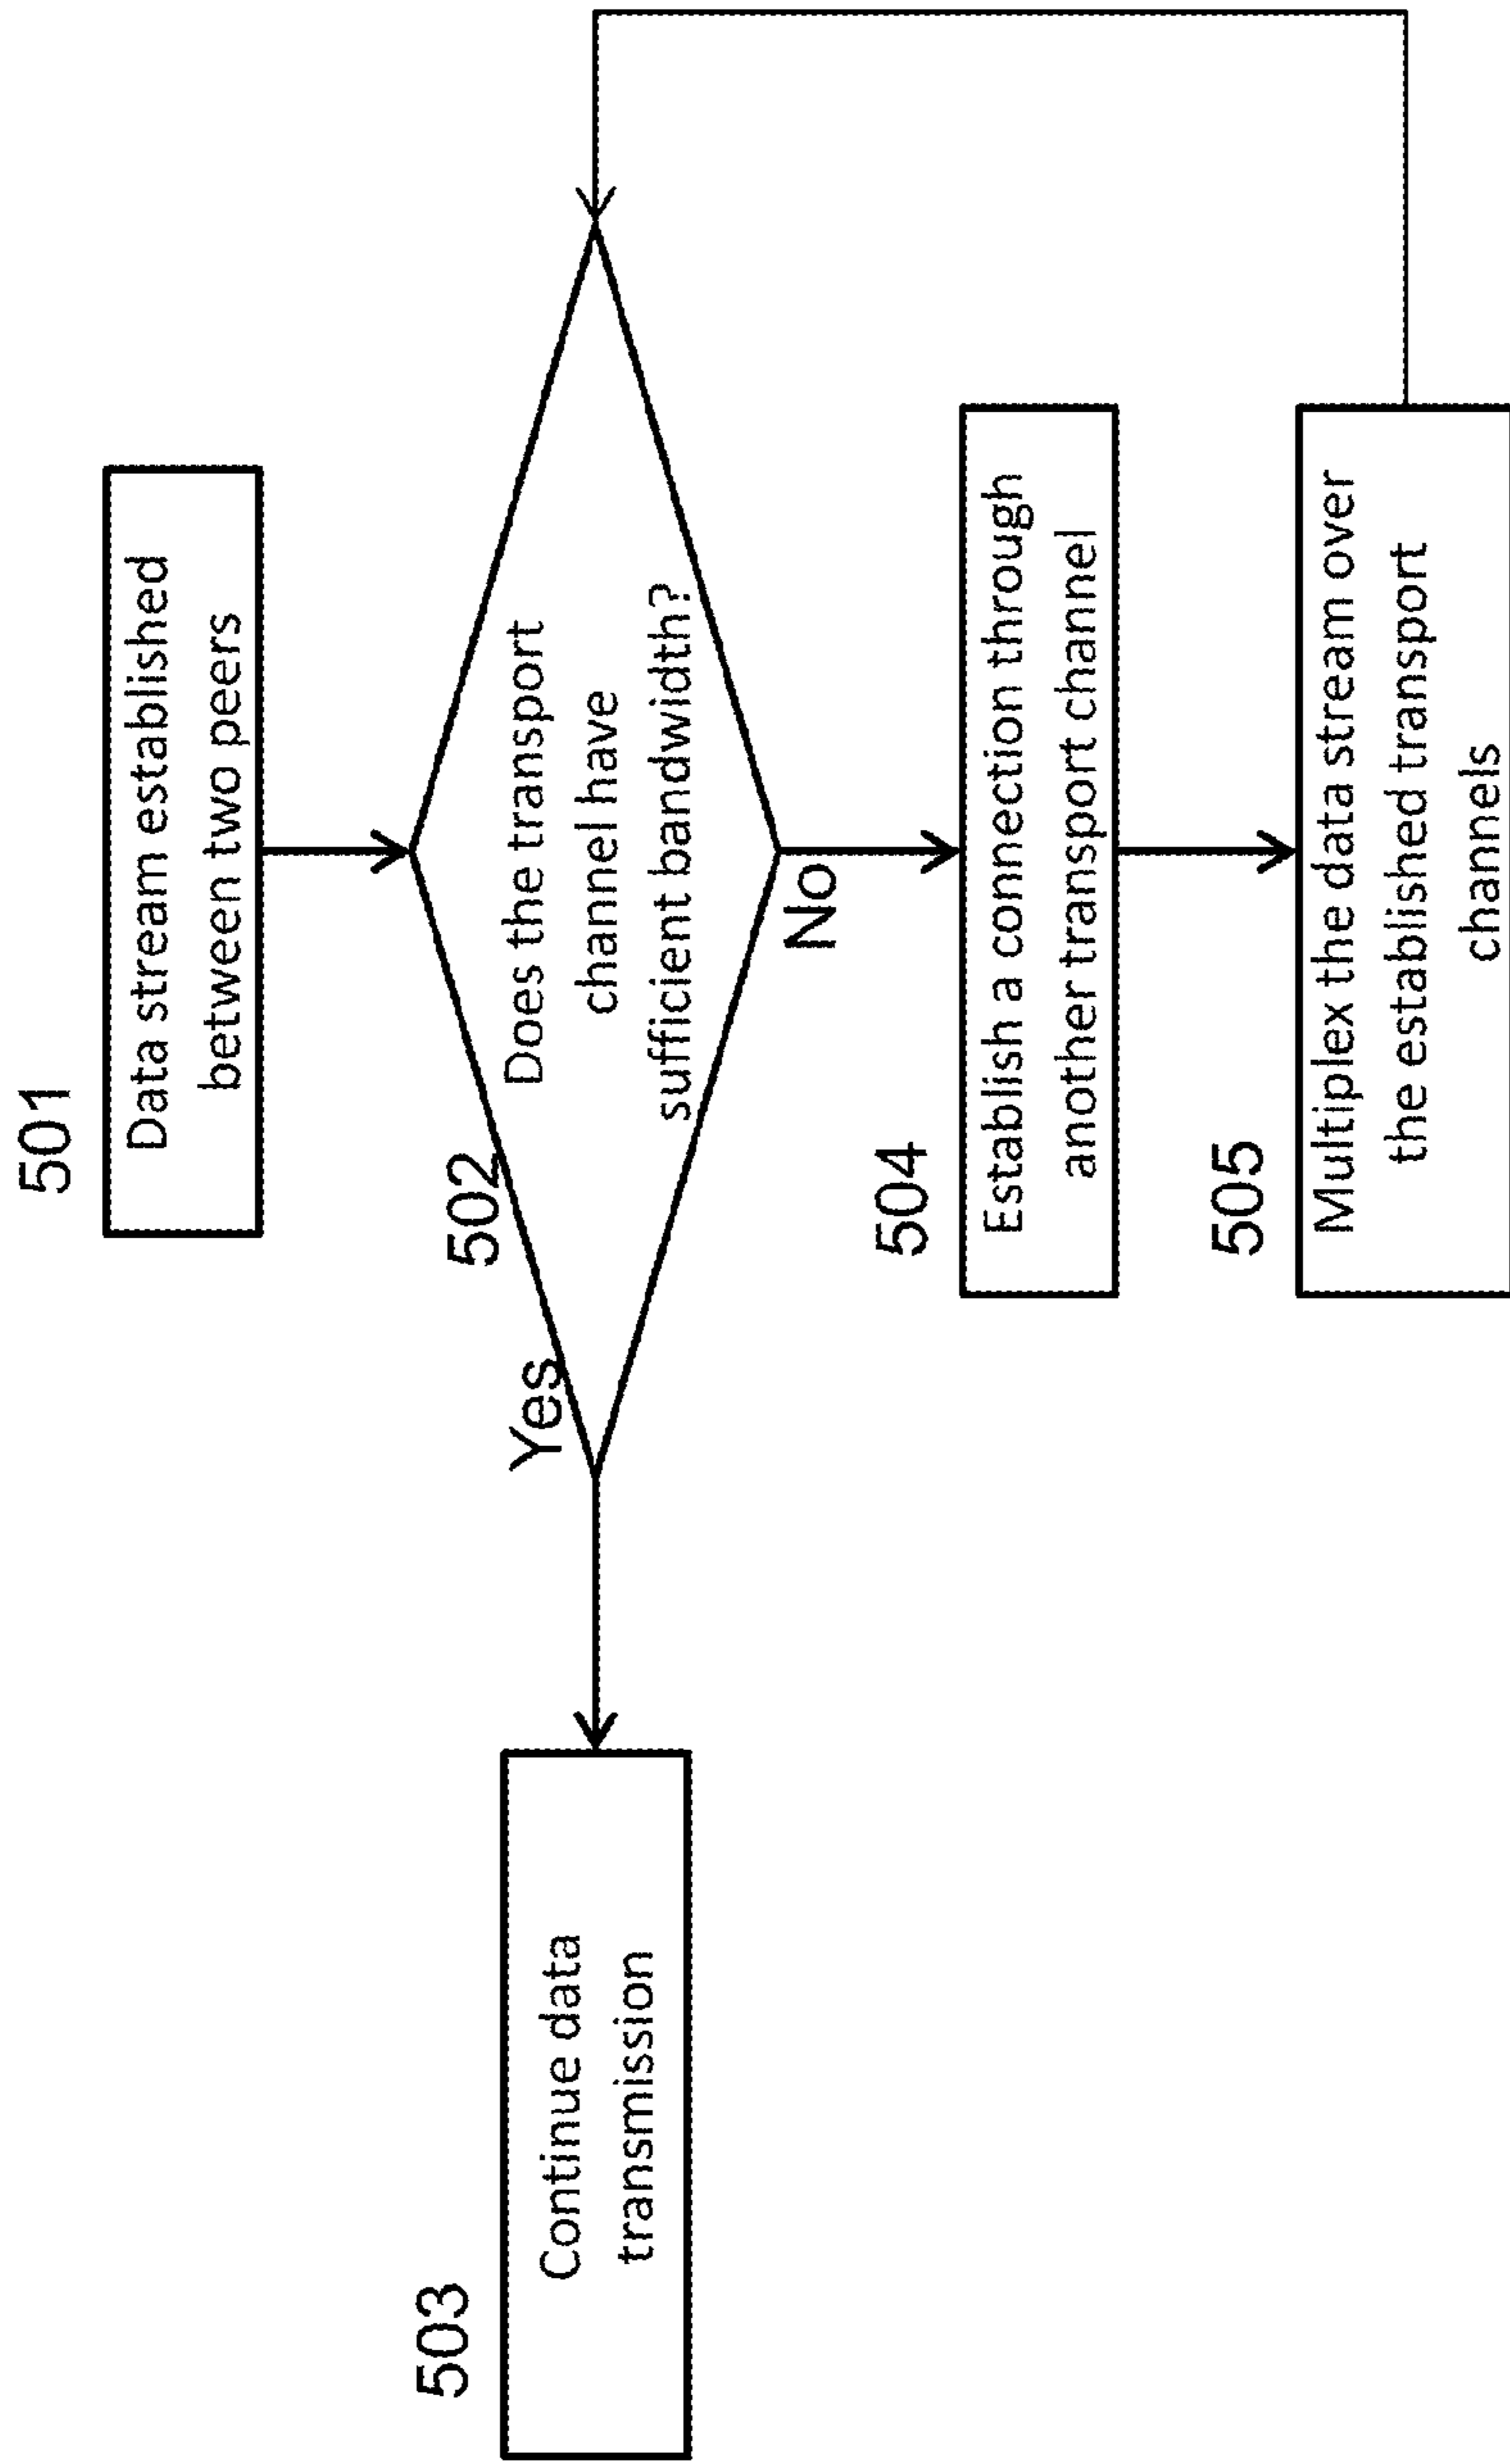 501
Data stream established
between two peers
502
Does the transport
channel have
sufficient bandwidth?
Yes
No
503
Continue data
transmission
504
Establish a connection through
another transport channel
505
Multiplex the data stream over
the established transport
channels